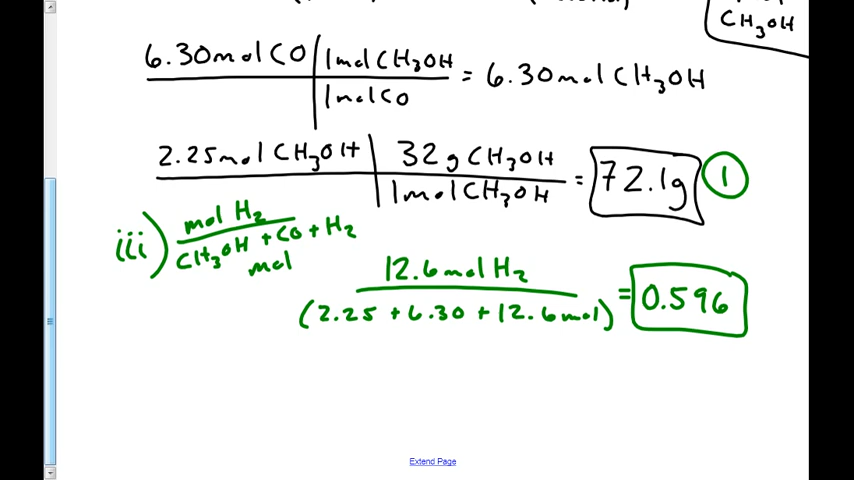 CH₃OH
6.30 mol CO | 1 mol CH₃OH
1 mol CO
= 6.30 mol CH₃OH
2.25 mol CH₃OH | 32 g CH₃OH
1 mol CH₃OH
= 72.1g ①
iii) mol H₂
CH₃OH + CO + H₂
mol
12.6 mol H₂
(2.25 + 6.30 + 12.6 mol)
= 0.596
Extend Page